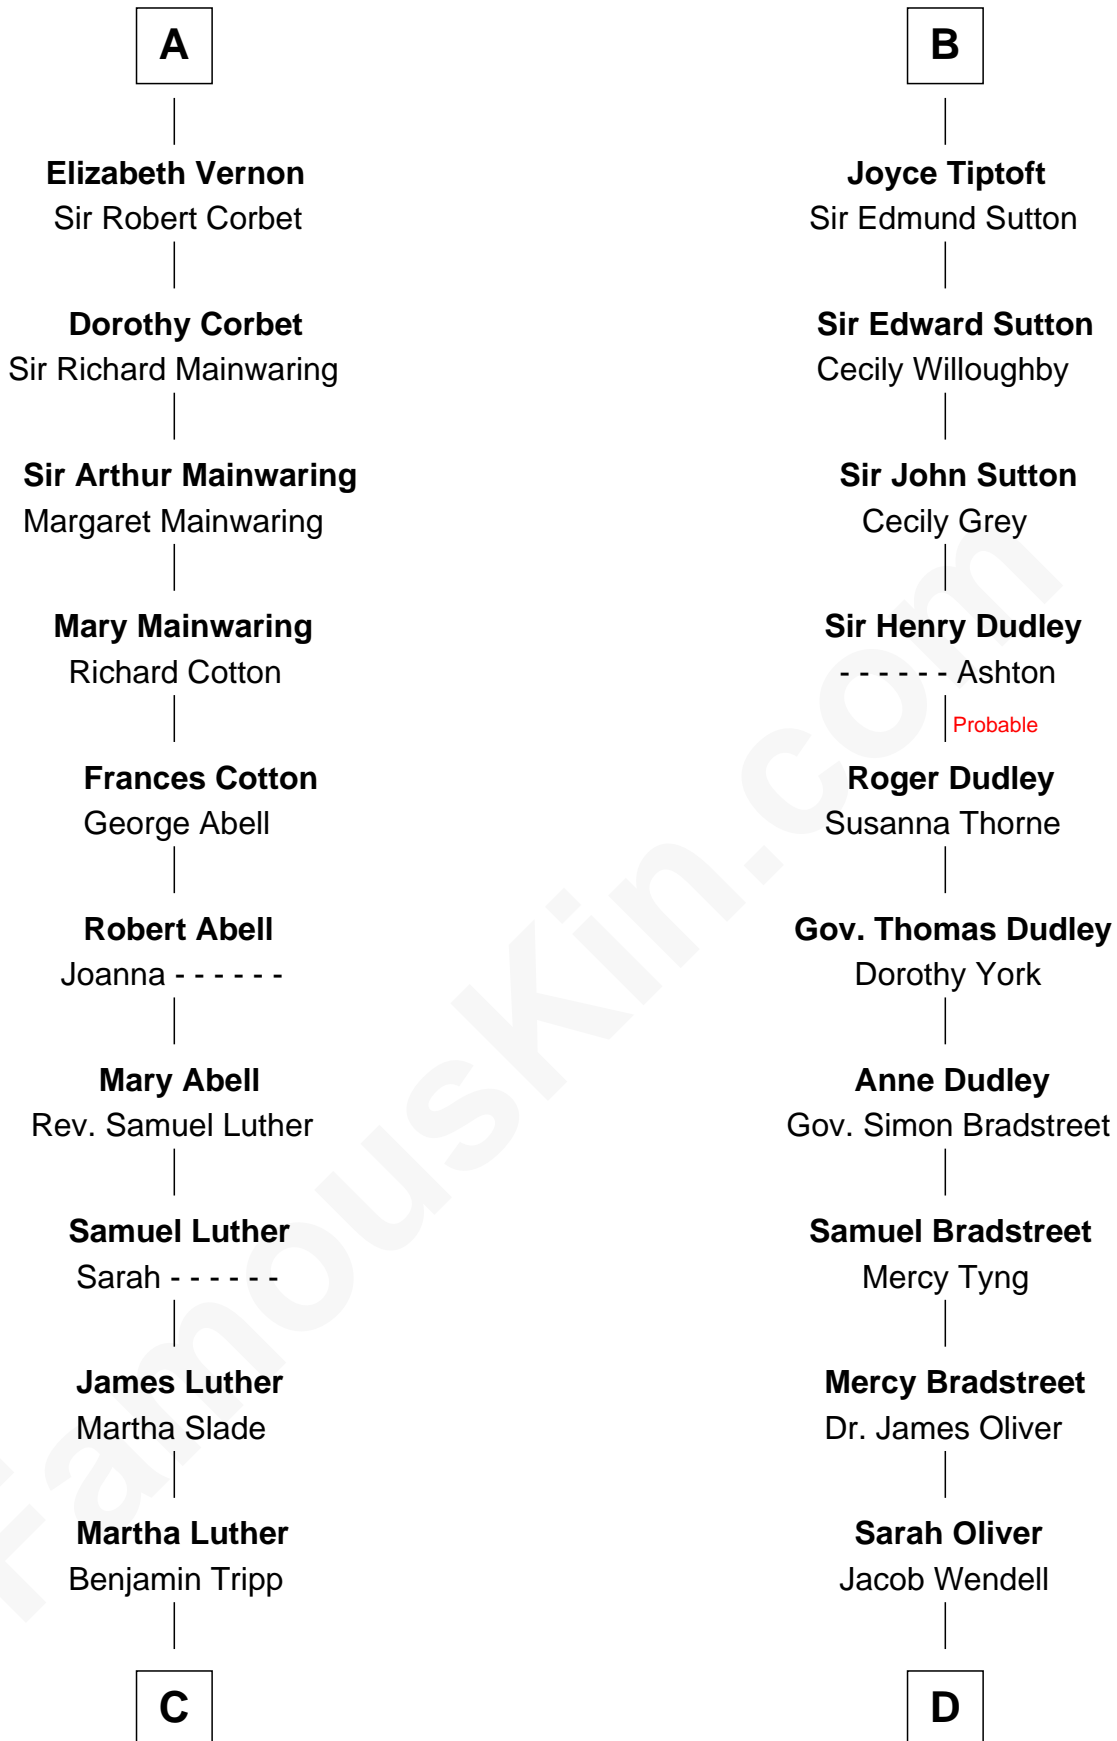 A
Elizabeth Vernon
Sir Robert Corbet
Dorothy Corbet
Sir Richard Mainwaring
Sir Arthur Mainwaring
Margaret Mainwaring
Mary Mainwaring
Richard Cotton
Frances Cotton
George Abell
Robert Abell
Joanna - - - - - -
Mary Abell
Rev. Samuel Luther
Samuel Luther
Sarah - - - - - -
James Luther
Martha Slade
Martha Luther
Benjamin Tripp
C
B
Joyce Tiptoft
Sir Edmund Sutton
Sir Edward Sutton
Cecily Willoughby
Sir John Sutton
Cecily Grey
Sir Henry Dudley
- - - - - - Ashton
Probable
Roger Dudley
Susanna Thorne
Gov. Thomas Dudley
Dorothy York
Anne Dudley
Gov. Simon Bradstreet
Samuel Bradstreet
Mercy Tyng
Mercy Bradstreet
Dr. James Oliver
Sarah Oliver
Jacob Wendell
D
FamousKin.com